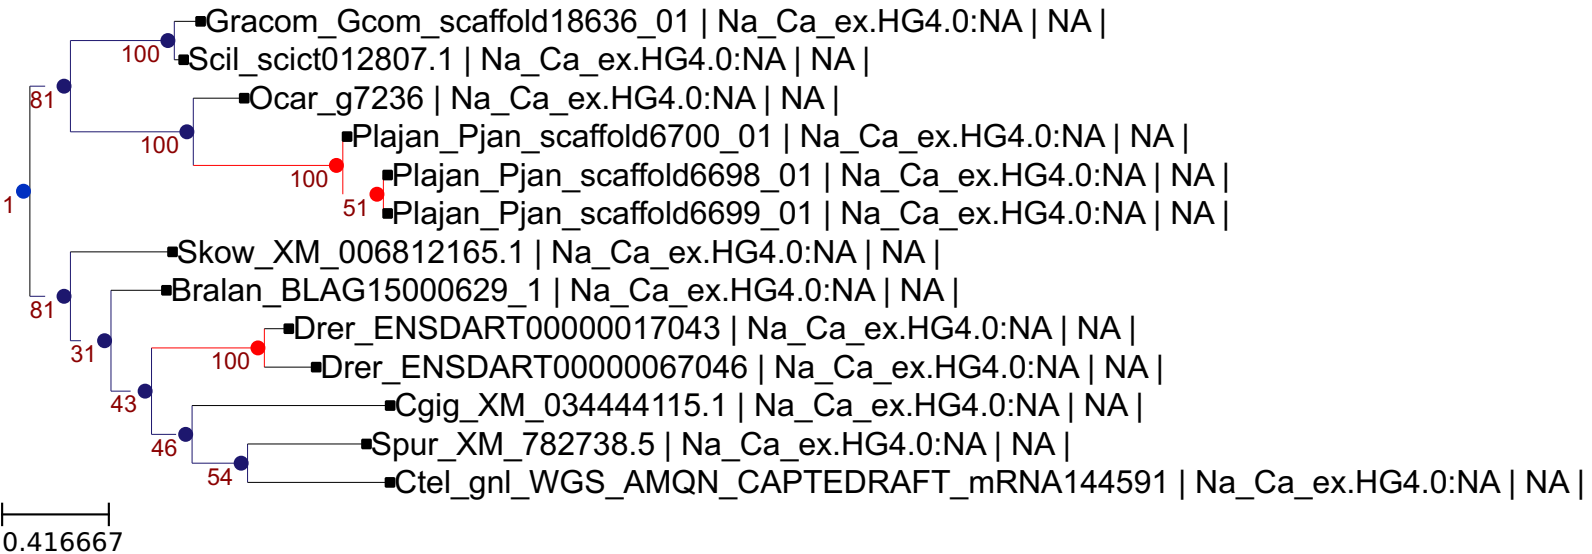 Gracom_Gcom_scaffold18636_01 | Na_Ca_ex.HG4.0:NA | NA |
100
Scil_scict012807.1 | Na_Ca_ex.HG4.0:NA | NA |
81
Ocar_g7236 | Na_Ca_ex.HG4.0:NA | NA |
100
Plajan_Pjan_scaffold6700_01 | Na_Ca_ex.HG4.0:NA | NA |
100
Plajan_Pjan_scaffold6698_01 | Na_Ca_ex.HG4.0:NA | NA |
1
51
Plajan_Pjan_scaffold6699_01 | Na_Ca_ex.HG4.0:NA | NA |
Skow_XM_006812165.1 | Na_Ca_ex.HG4.0:NA | NA |
81
Bralan_BLAG15000629_1 | Na_Ca_ex.HG4.0:NA | NA |
Drer_ENSDART00000017043 | Na_Ca_ex.HG4.0:NA | NA |
31
100
Drer_ENSDART00000067046 | Na_Ca_ex.HG4.0:NA | NA |
43
Cgig_XM_034444115.1 | Na_Ca_ex.HG4.0:NA | NA |
46
Spur_XM_782738.5 | Na_Ca_ex.HG4.0:NA | NA |
54
Ctel_gnl_WGS_AMQN_CAPTEDRAFT_mRNA144591 | Na_Ca_ex.HG4.0:NA | NA |
0.416667